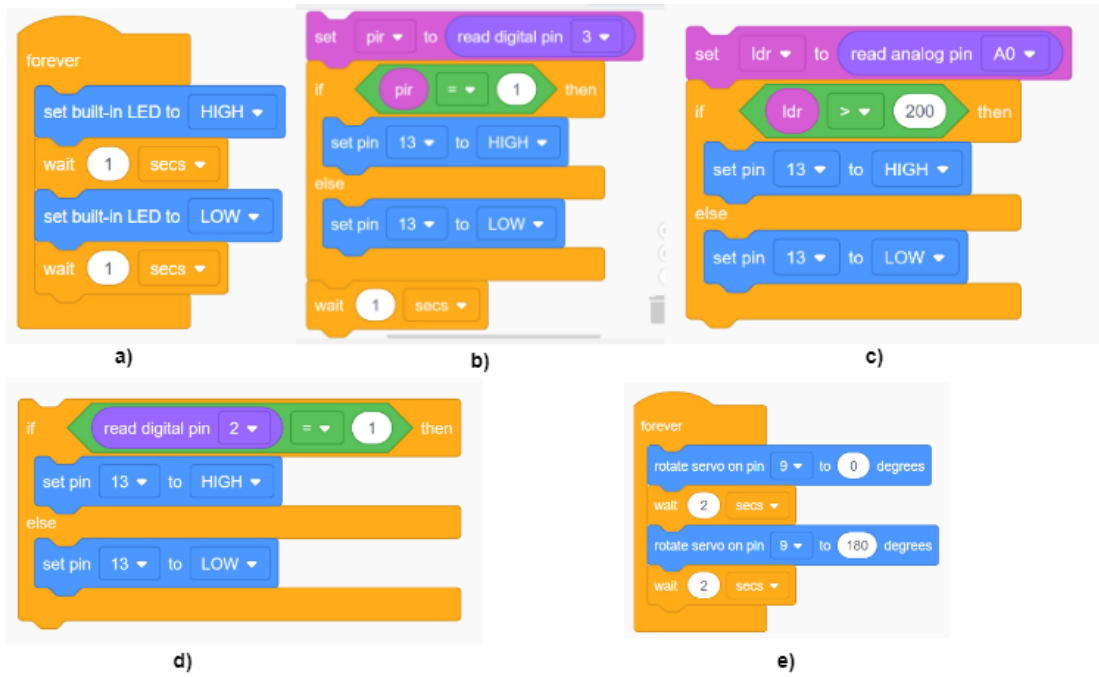 forever
set built-in LED to HIGH
wait 1 secs
set built-in LED to LOW
wait 1 secs
a)
set pir to read digital pin 3
if pir = 1 then
set pin 13 to HIGH
else
set pin 13 to LOW
wait 1 secs
b)
set ldr to read analog pin A0
if ldr > 200 then
set pin 13 to HIGH
else
set pin 13 to LOW
c)
if read digital pin 2 = 1 then
set pin 13 to HIGH
else
set pin 13 to LOW
d)
forever
rotate servo on pin 9 to 0 degrees
wait 2 secs
rotate servo on pin 9 to 180 degrees
wait 2 secs
e)